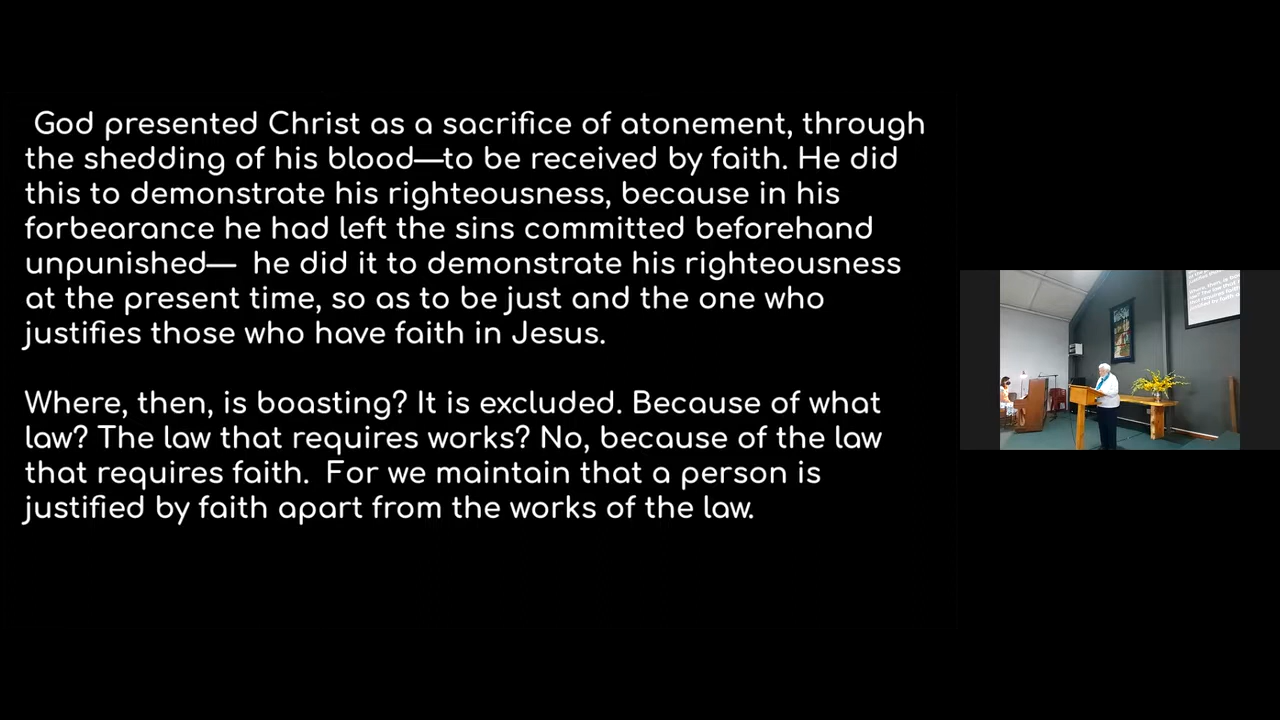 God presented Christ as a sacrifice of atonement, through
the shedding of his blood—to be received by faith. He did
this to demonstrate his righteousness, because in his
forbearance he had left the sins committed beforehand
unpunished— he did it to demonstrate his righteousness
at the present time, so as to be just and the one who
justifies those who have faith in Jesus.
Where, then, is boasting? It is excluded. Because of what
law? The law that requires works? No, because of the law
that requires faith. For we maintain that a person is
justified by faith apart from the works of the law.